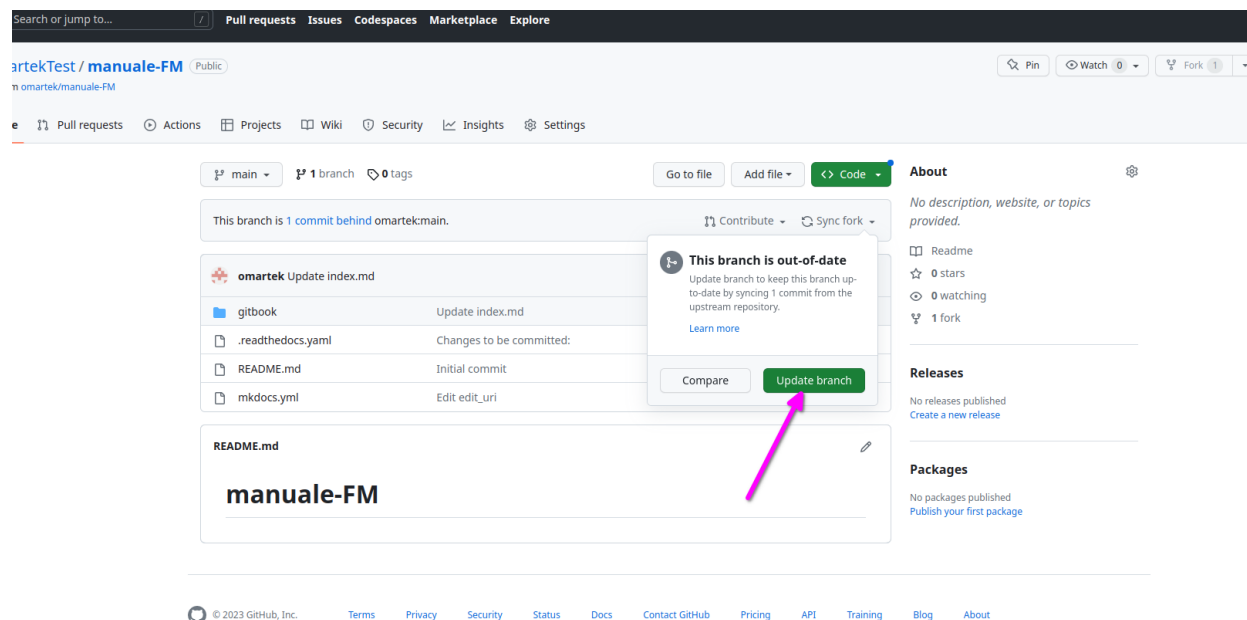 Search or jump to... /
Pull requests Issues Codespaces Marketplace Explore
artekTest / manuale-FM Public
Pin Watch 0 Fork 1
m omartek/manuale-FM
e Pull requests Actions Projects Wiki Security Insights Settings
main 1 branch 0 tags
Go to file Add file <> Code
This branch is 1 commit behind omartek:main.
Contribute Sync fork
This branch is out-of-date
Update branch to keep this branch up-
to-date by syncing 1 commit from the
upstream repository.
Learn more
Compare Update branch
omartek Update index.md
gitbook Update index.md
.readthedocs.yaml Changes to be committed:
README.md Initial commit
mkdocs.yml Edit edit_uri
README.md
manuale-FM
About
No description, website, or topics
provided.
Readme
0 stars
0 watching
1 fork
Releases
No releases published
Create a new release
Packages
No packages published
Publish your first package
© 2023 GitHub, Inc. Terms Privacy Security Status Docs Contact GitHub Pricing API Training Blog About